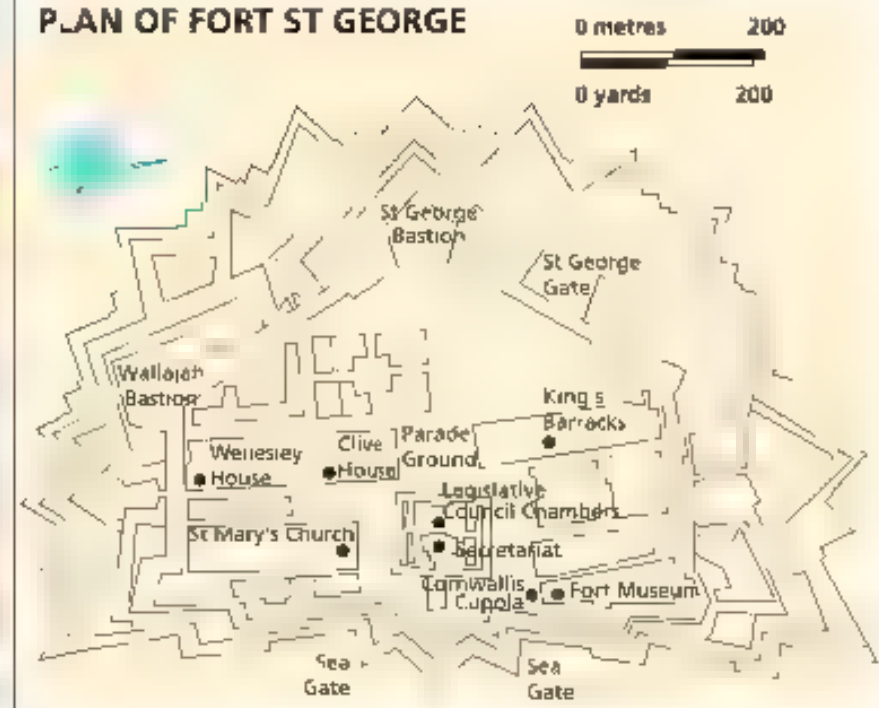 PLAN OF FORT ST GEORGE
0 metres 200
0 yards 200
St George
Bastion
St George
Gate
Wallajah
Bastion
King's
Barracks
Wellesley
House
Clive
House
Parade
Ground
Legislative
Council Chambers
St Mary's Church
Secretariat
Cornwallis
Cupola
Fort Museum
Sea
Gate
Sea
Gate